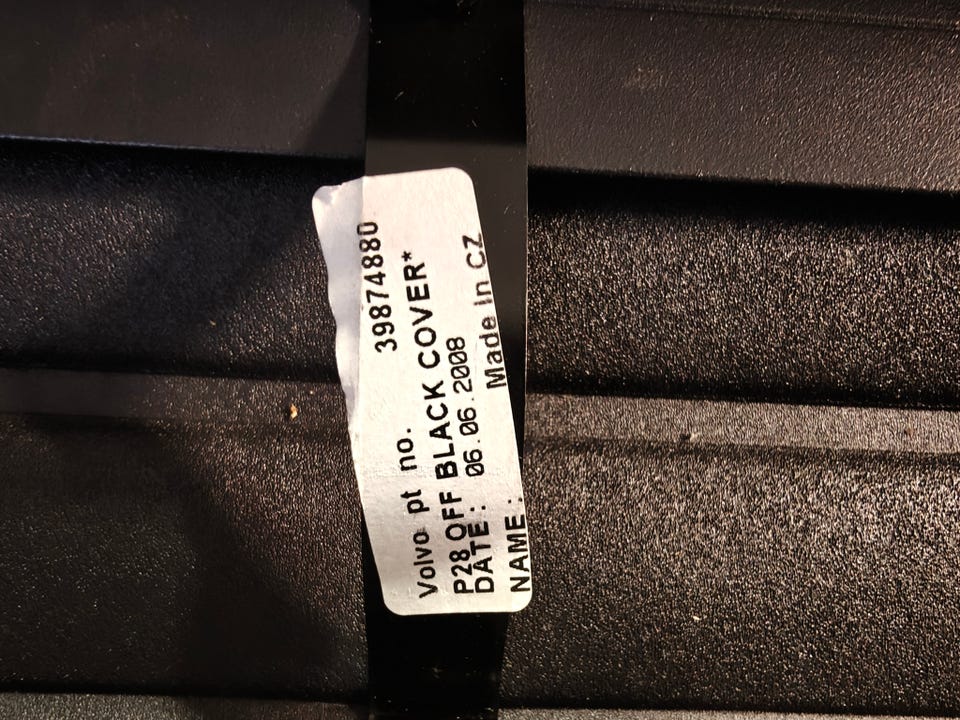 Volvo pt no. 39874880
P28 OFF BLACK COVER*
DATE: 06.06.2008
NAME: Made In CZ